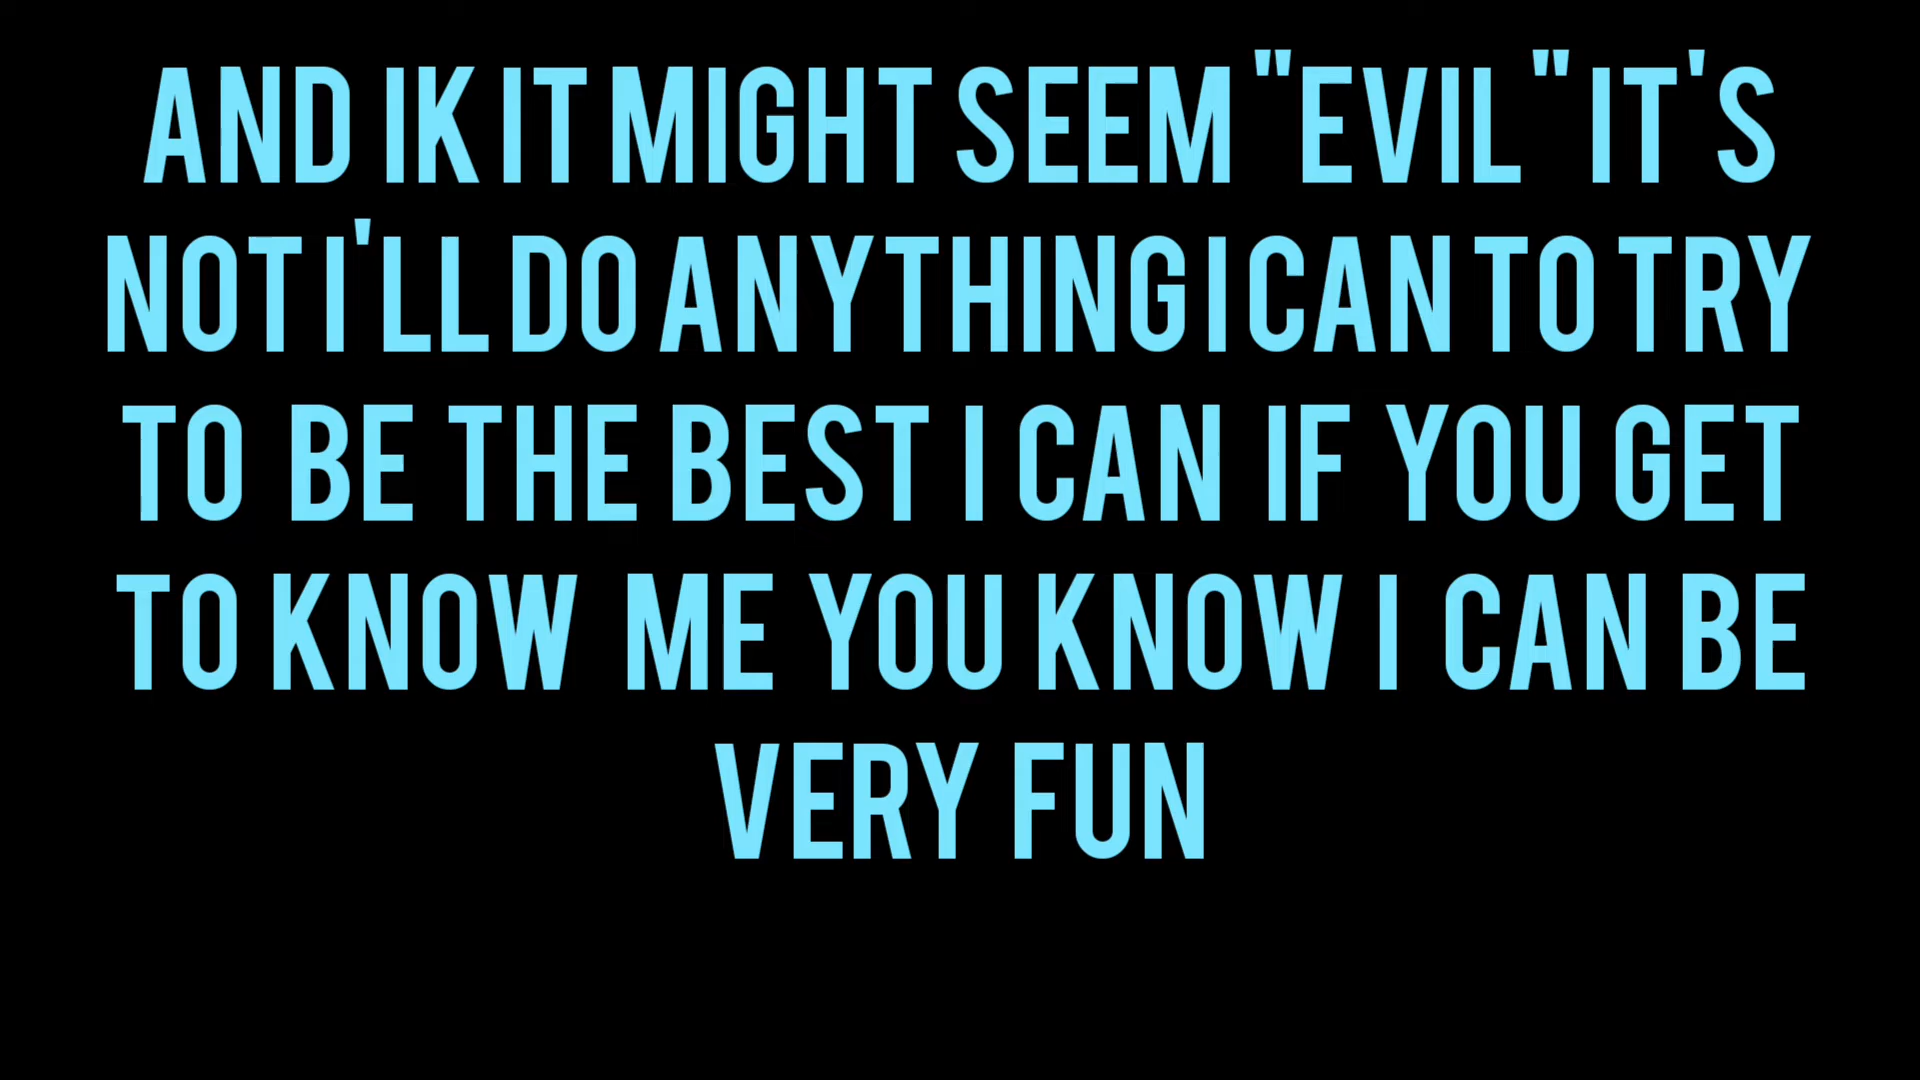 AND IK IT MIGHT SEEM "EVIL " IT'S
NOT I'LL DO ANYTHING I CAN TO TRY
TO BE THE BEST I CAN IF YOU GET
TO KNOW ME YOU KNOW I CAN BE
VERY FUN